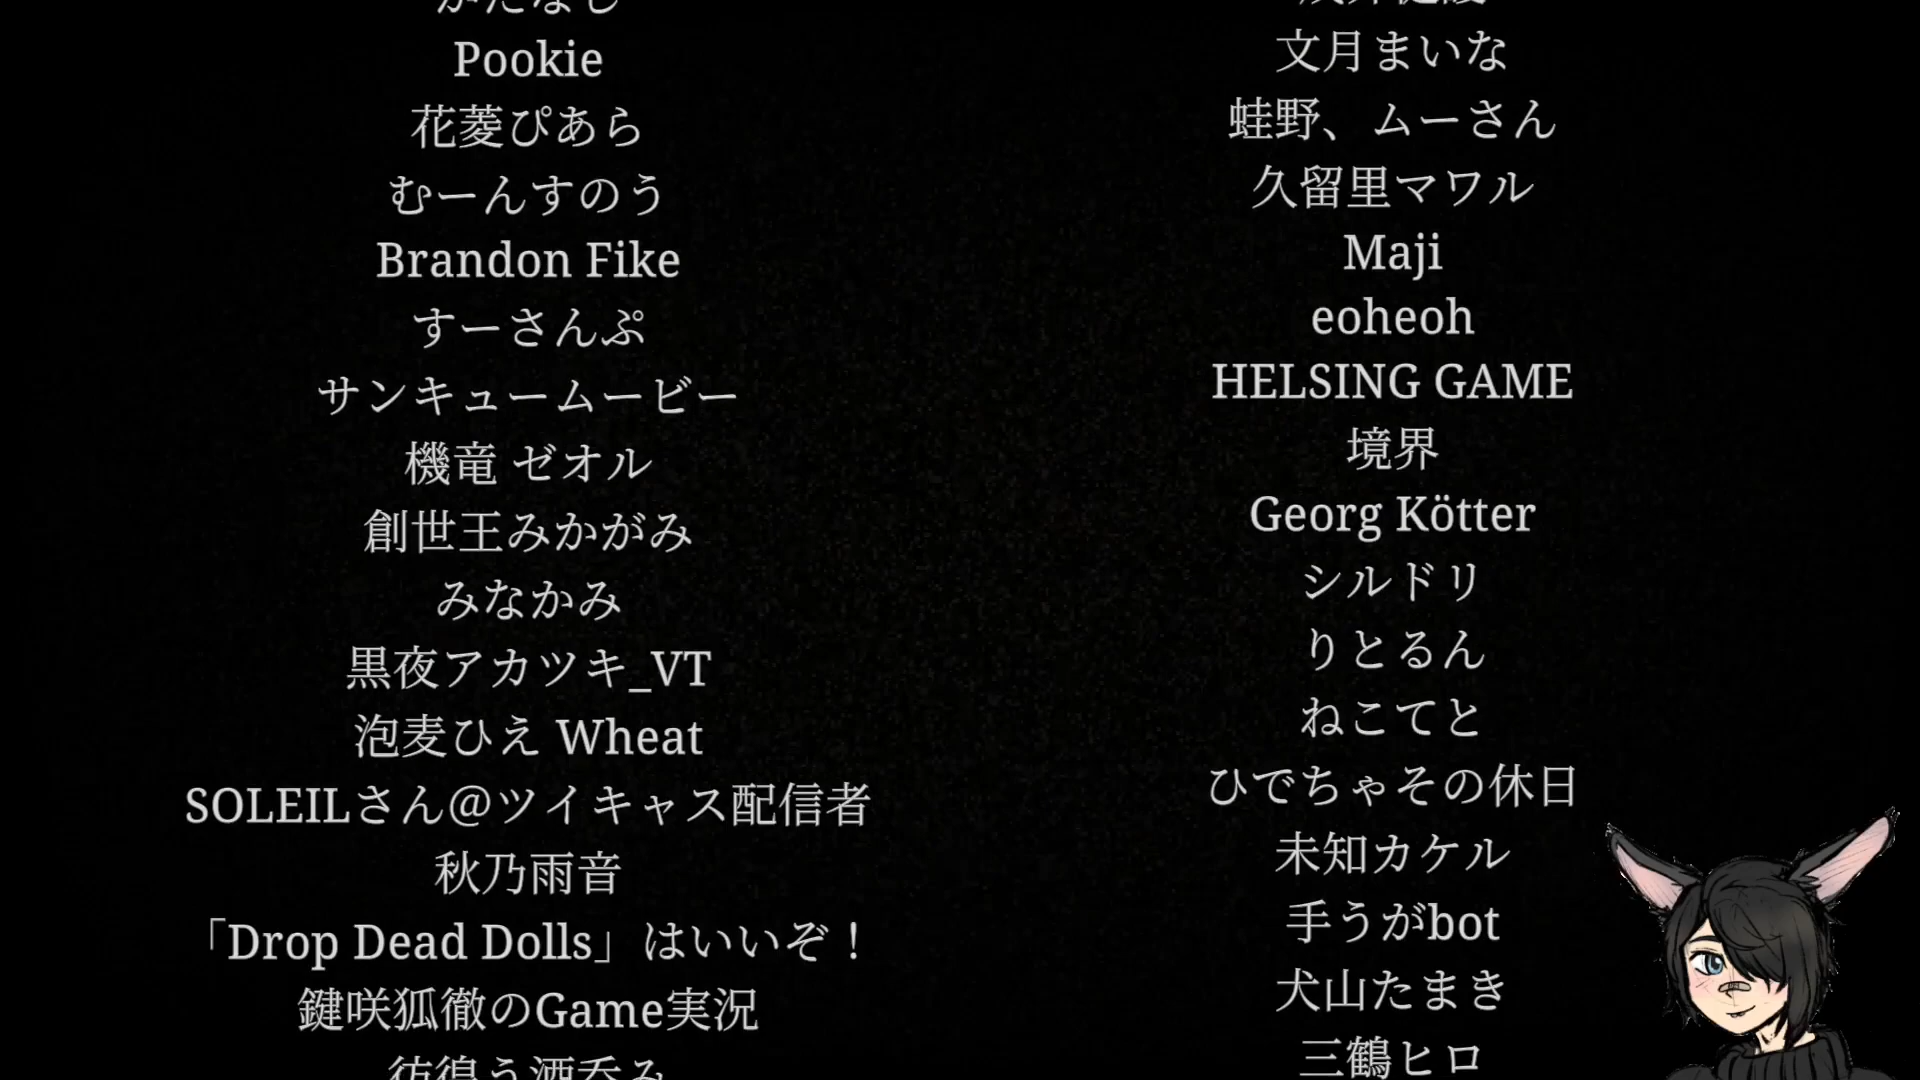 Pookie
花菱ぴあら
むーんすのう
Brandon Fike
すーさんぷ
サンキュームービー
機竜 ゼオル
創世王みかがみ
みなかみ
黒夜アカツキ_VT
泡麦ひえ Wheat
SOLEILさん@ツイキャス配信者
秋乃雨音
「Drop Dead Dolls」はいいぞ！
鍵咲狐徹のGame実況
彷徨う酒呑み
文月まいな
蛙野、ムーさん
久留里マワル
Maji
eoheoh
HELSING GAME
境界
Georg Kötter
シルドリ
りとるん
ねこてと
ひでちゃその休日
未知カケル
手うがbot
犬山たまき
三鶴ヒロ